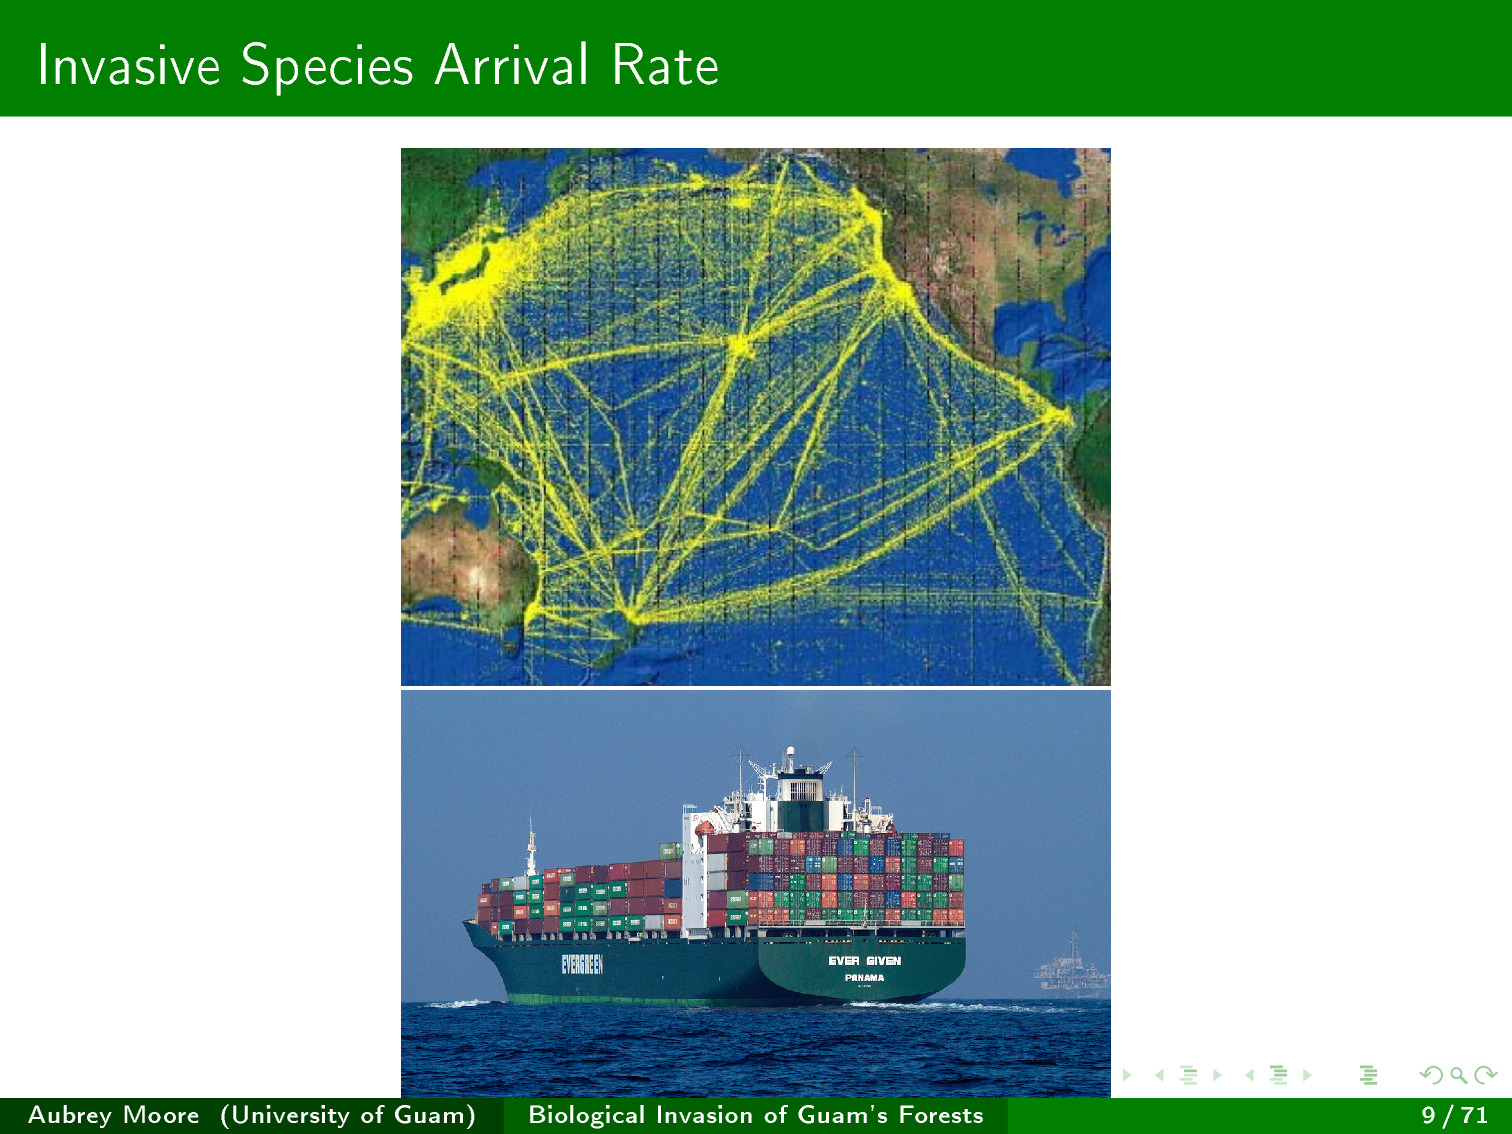 Invasive Species Arrival Rate
EVERGREEN
EVER GIVEN
PANAMA
Aubrey Moore (University of Guam)
Biological Invasion of Guam's Forests
9 / 71